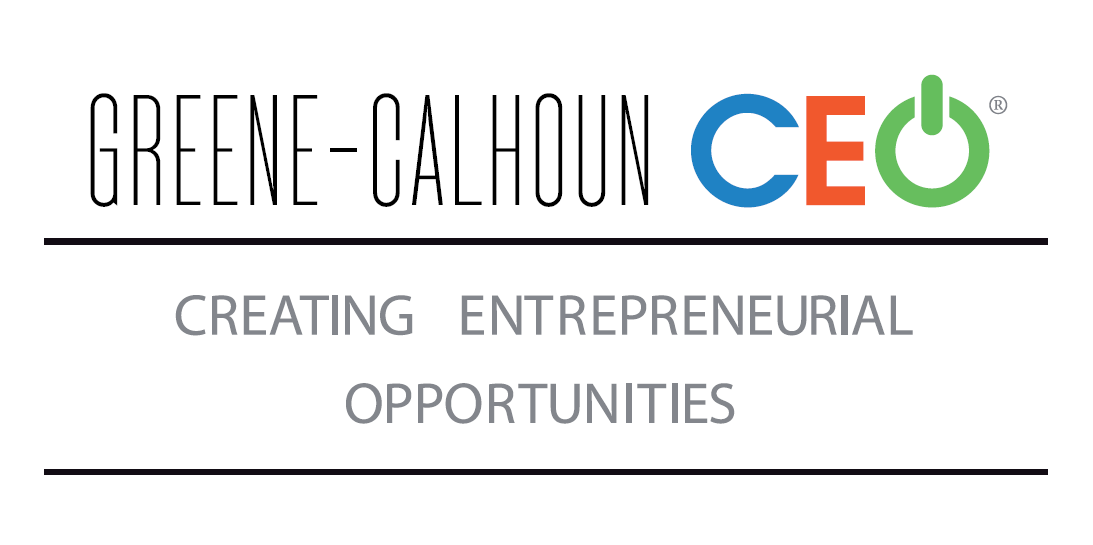 GREENE-CALHOUN CEO®
CREATING ENTREPRENEURIAL
OPPORTUNITIES